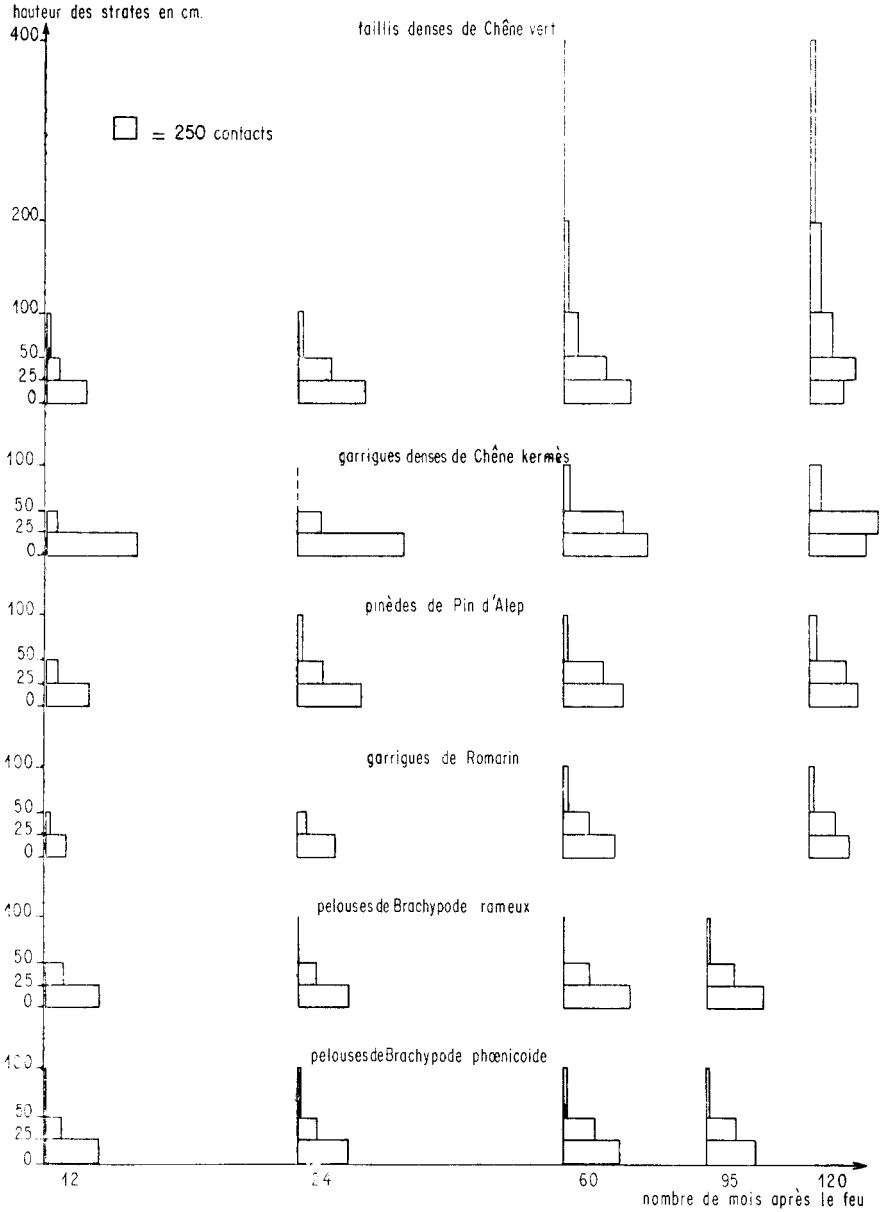 hauteur des strates en cm.
400
taillis denses de Chêne vert
= 250 contacts
200
100
50
25
0
garrigues denses de Chêne kermès
100
50
25
0
pinèdes de Pin d'Alep
100
50
25
0
garrigues de Romarin
100
50
25
0
pelouses de Brachypode rameux
100
50
25
0
pelouses de Brachypode phœnicoide
100
50
25
0
12 24 60 95 120
nombre de mois après le feu